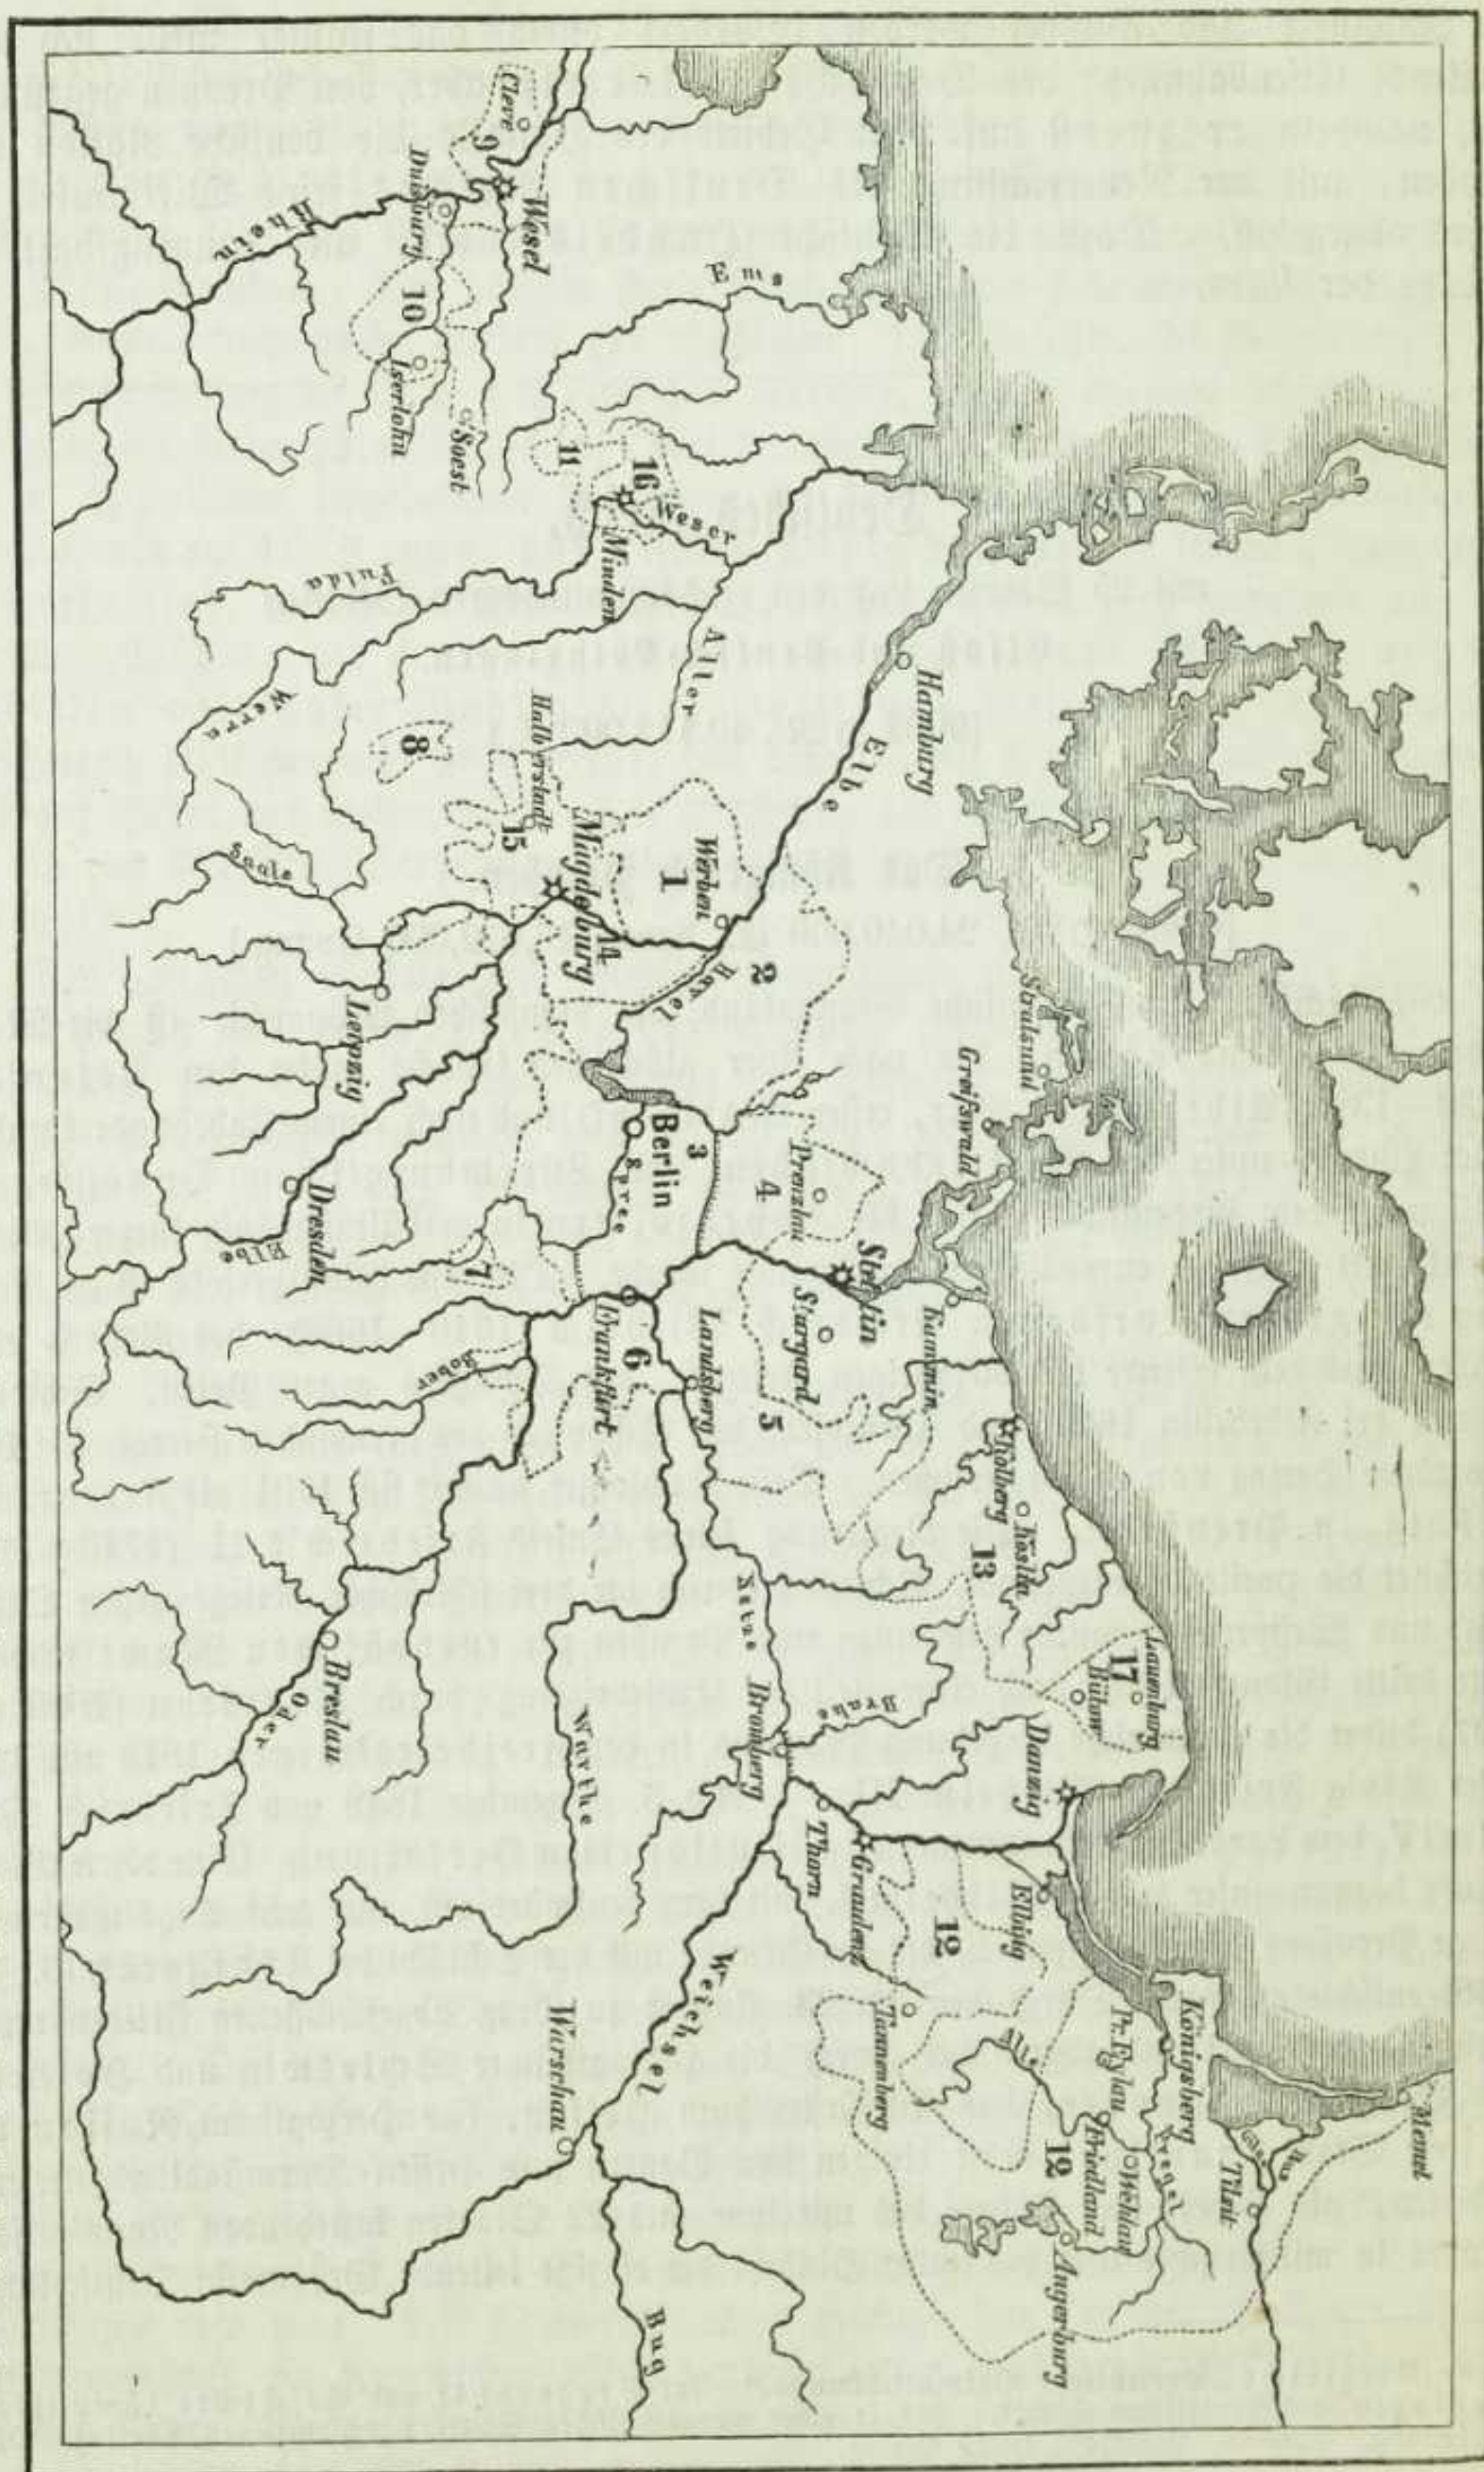 Cleve
9
Wesel
Duisburg
Rhein
10
Iserlohn
Soest
Ems
11
16
Weser
Minden
Fulda
Werra
Aller
Hamburg
Elbe
8
Halberstadt
15
Magdeburg
14
Werben
1
2
Havel
Saale
Leipzig
Dresden
Elbe
Stralsund
Greifswald
Berlin
3
Spree
Prenzlau
4
7
Stettin
Stargard
Kammin
Frankfurt
6
Landsberg
5
Bober
Kolberg
Köslin
13
Netze
Breslau
Oder
Warthe
Bromberg
Brahe
Lauenburg
17
Bütow
Danzig
Thorn
Graudenz
Elbing
12
Weichsel
Warschau
Tannenberg
Alle
Pr. Eylau
Königsberg
Pregel
Friedland
Wehlau
12
Angerburg
Tilsit
Memel
Bug